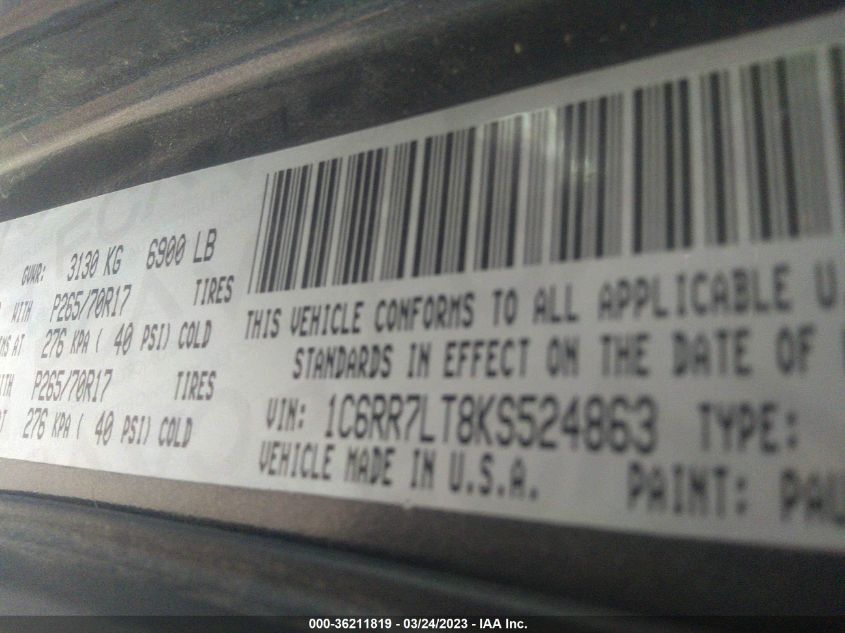 GVWR: 3130 KG 6900 LB
WITH P265/70R17 TIRES
AT 276 KPA ( 40 PSI) COLD
P265/70R17 TIRES
276 KPA ( 40 PSI) COLD
THIS VEHICLE CONFORMS TO ALL APPLICABLE U.
STANDARDS IN EFFECT ON THE DATE OF
VIN: 1C6RR7LT8KS524863 TYPE:
VEHICLE MADE IN U.S.A. PAINT: PAU
000-36211819 - 03/24/2023 - IAA Inc.